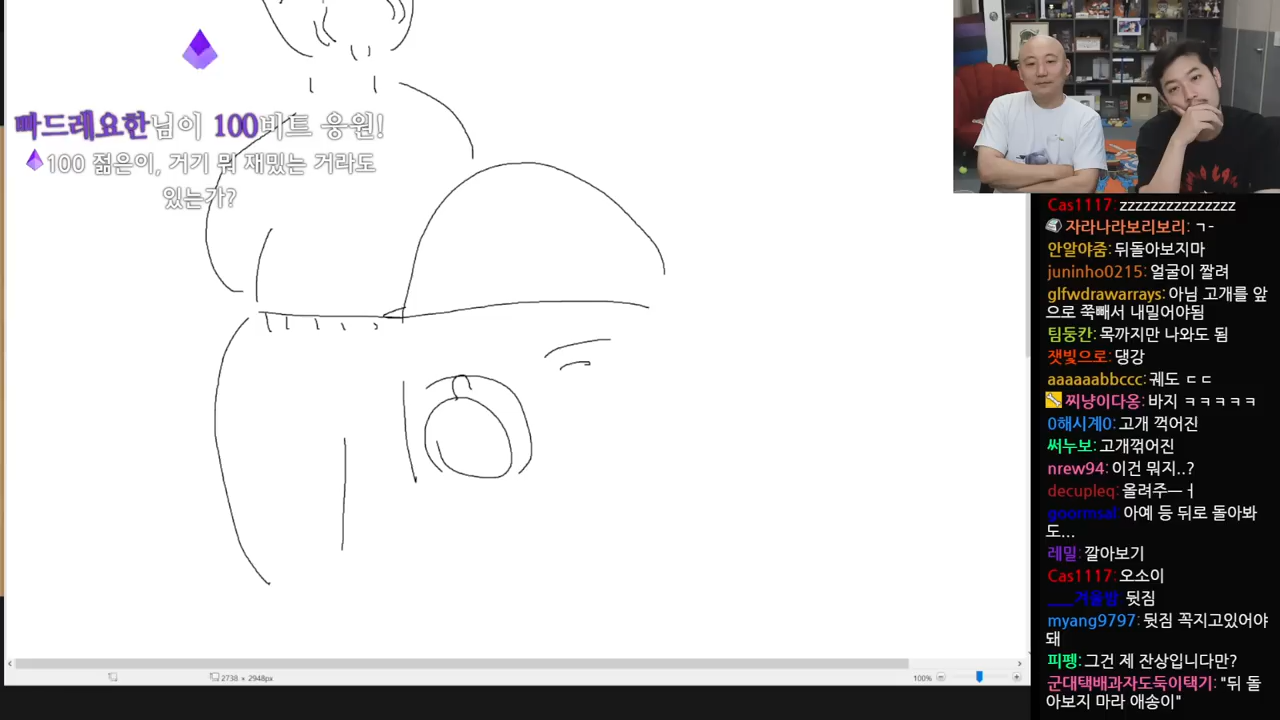 빠드레요한님이 100비트 응원!
100 젊은이, 거기 뭐 재밌는 거라도
있는가?
Cas1117: zzzzzzzzzzzzzzz
자라나라보리보리: ㄱ-
안알야줌: 뒤돌아보지마
juninho0215: 얼굴이 짤려
glfwdrawarrays: 아님 고개를 앞
으로 쭉빼서 내밀어야됨
팀둥칸: 목까지만 나와도 됨
잿빛으로: 댕강
aaaaaabbccc: 궤도 ㄷㄷ
찌냥이다옹: 바지 ㅋㅋㅋㅋㅋ
0해시계0: 고개 꺽어진
써누보: 고개꺾어진
nrew94: 이건 뭐지..?
decupleq: 올려주ㅡㅓ
goormsal: 아예 등 뒤로 돌아봐
도...
레밀: 깔아보기
Cas1117: 오소이
___겨울밤: 뒷짐
myang9797: 뒷짐 꼭지고있어야
돼
피펭: 그건 제 잔상입니다만?
군대택배과자도둑이택기: "뒤 돌
아보지 마라 애송이"
2738 × 2948px
100%